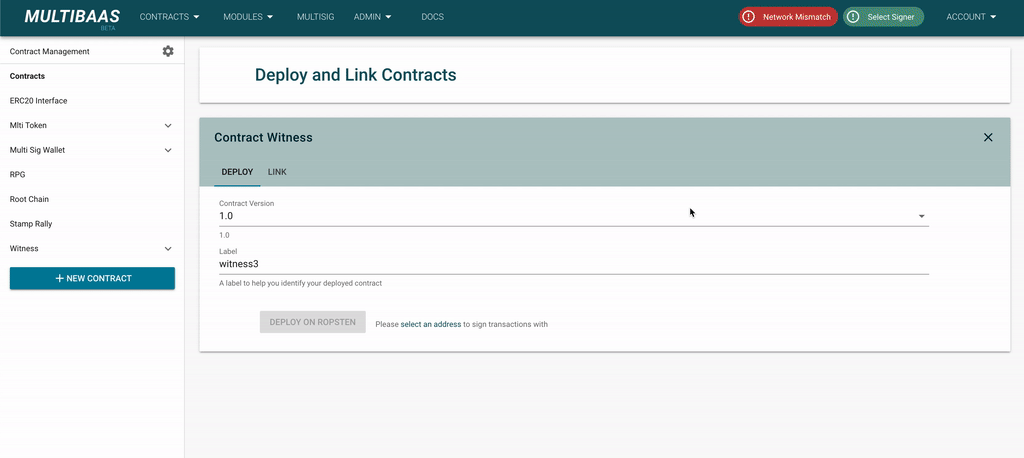 MULTIBAAS
BETA
CONTRACTS
MODULES
MULTISIG
ADMIN
DOCS
Network Mismatch
Select Signer
ACCOUNT
Contract Management
Contracts
ERC20 Interface
Mlti Token
Multi Sig Wallet
RPG
Root Chain
Stamp Rally
Witness
+ NEW CONTRACT
Deploy and Link Contracts
Contract Witness
DEPLOY
LINK
Contract Version
1.0
1.0
Label
witness3
A label to help you identify your deployed contract
DEPLOY ON ROPSTEN
Please select an address to sign transactions with